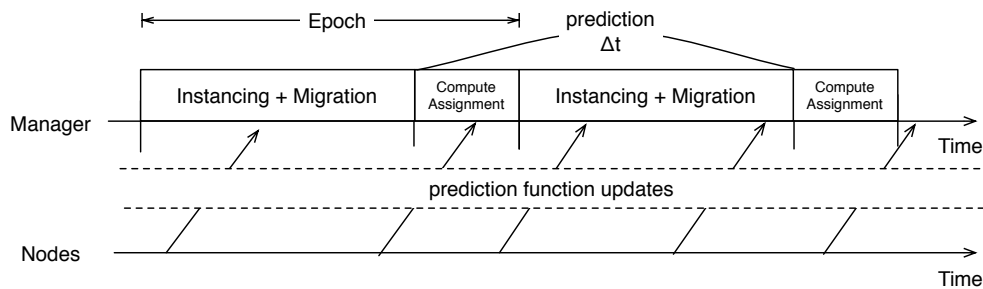 Epoch
prediction
Δt
Instancing + Migration
Compute
Assignment
Instancing + Migration
Compute
Assignment
Manager
Time
prediction function updates
Nodes
Time